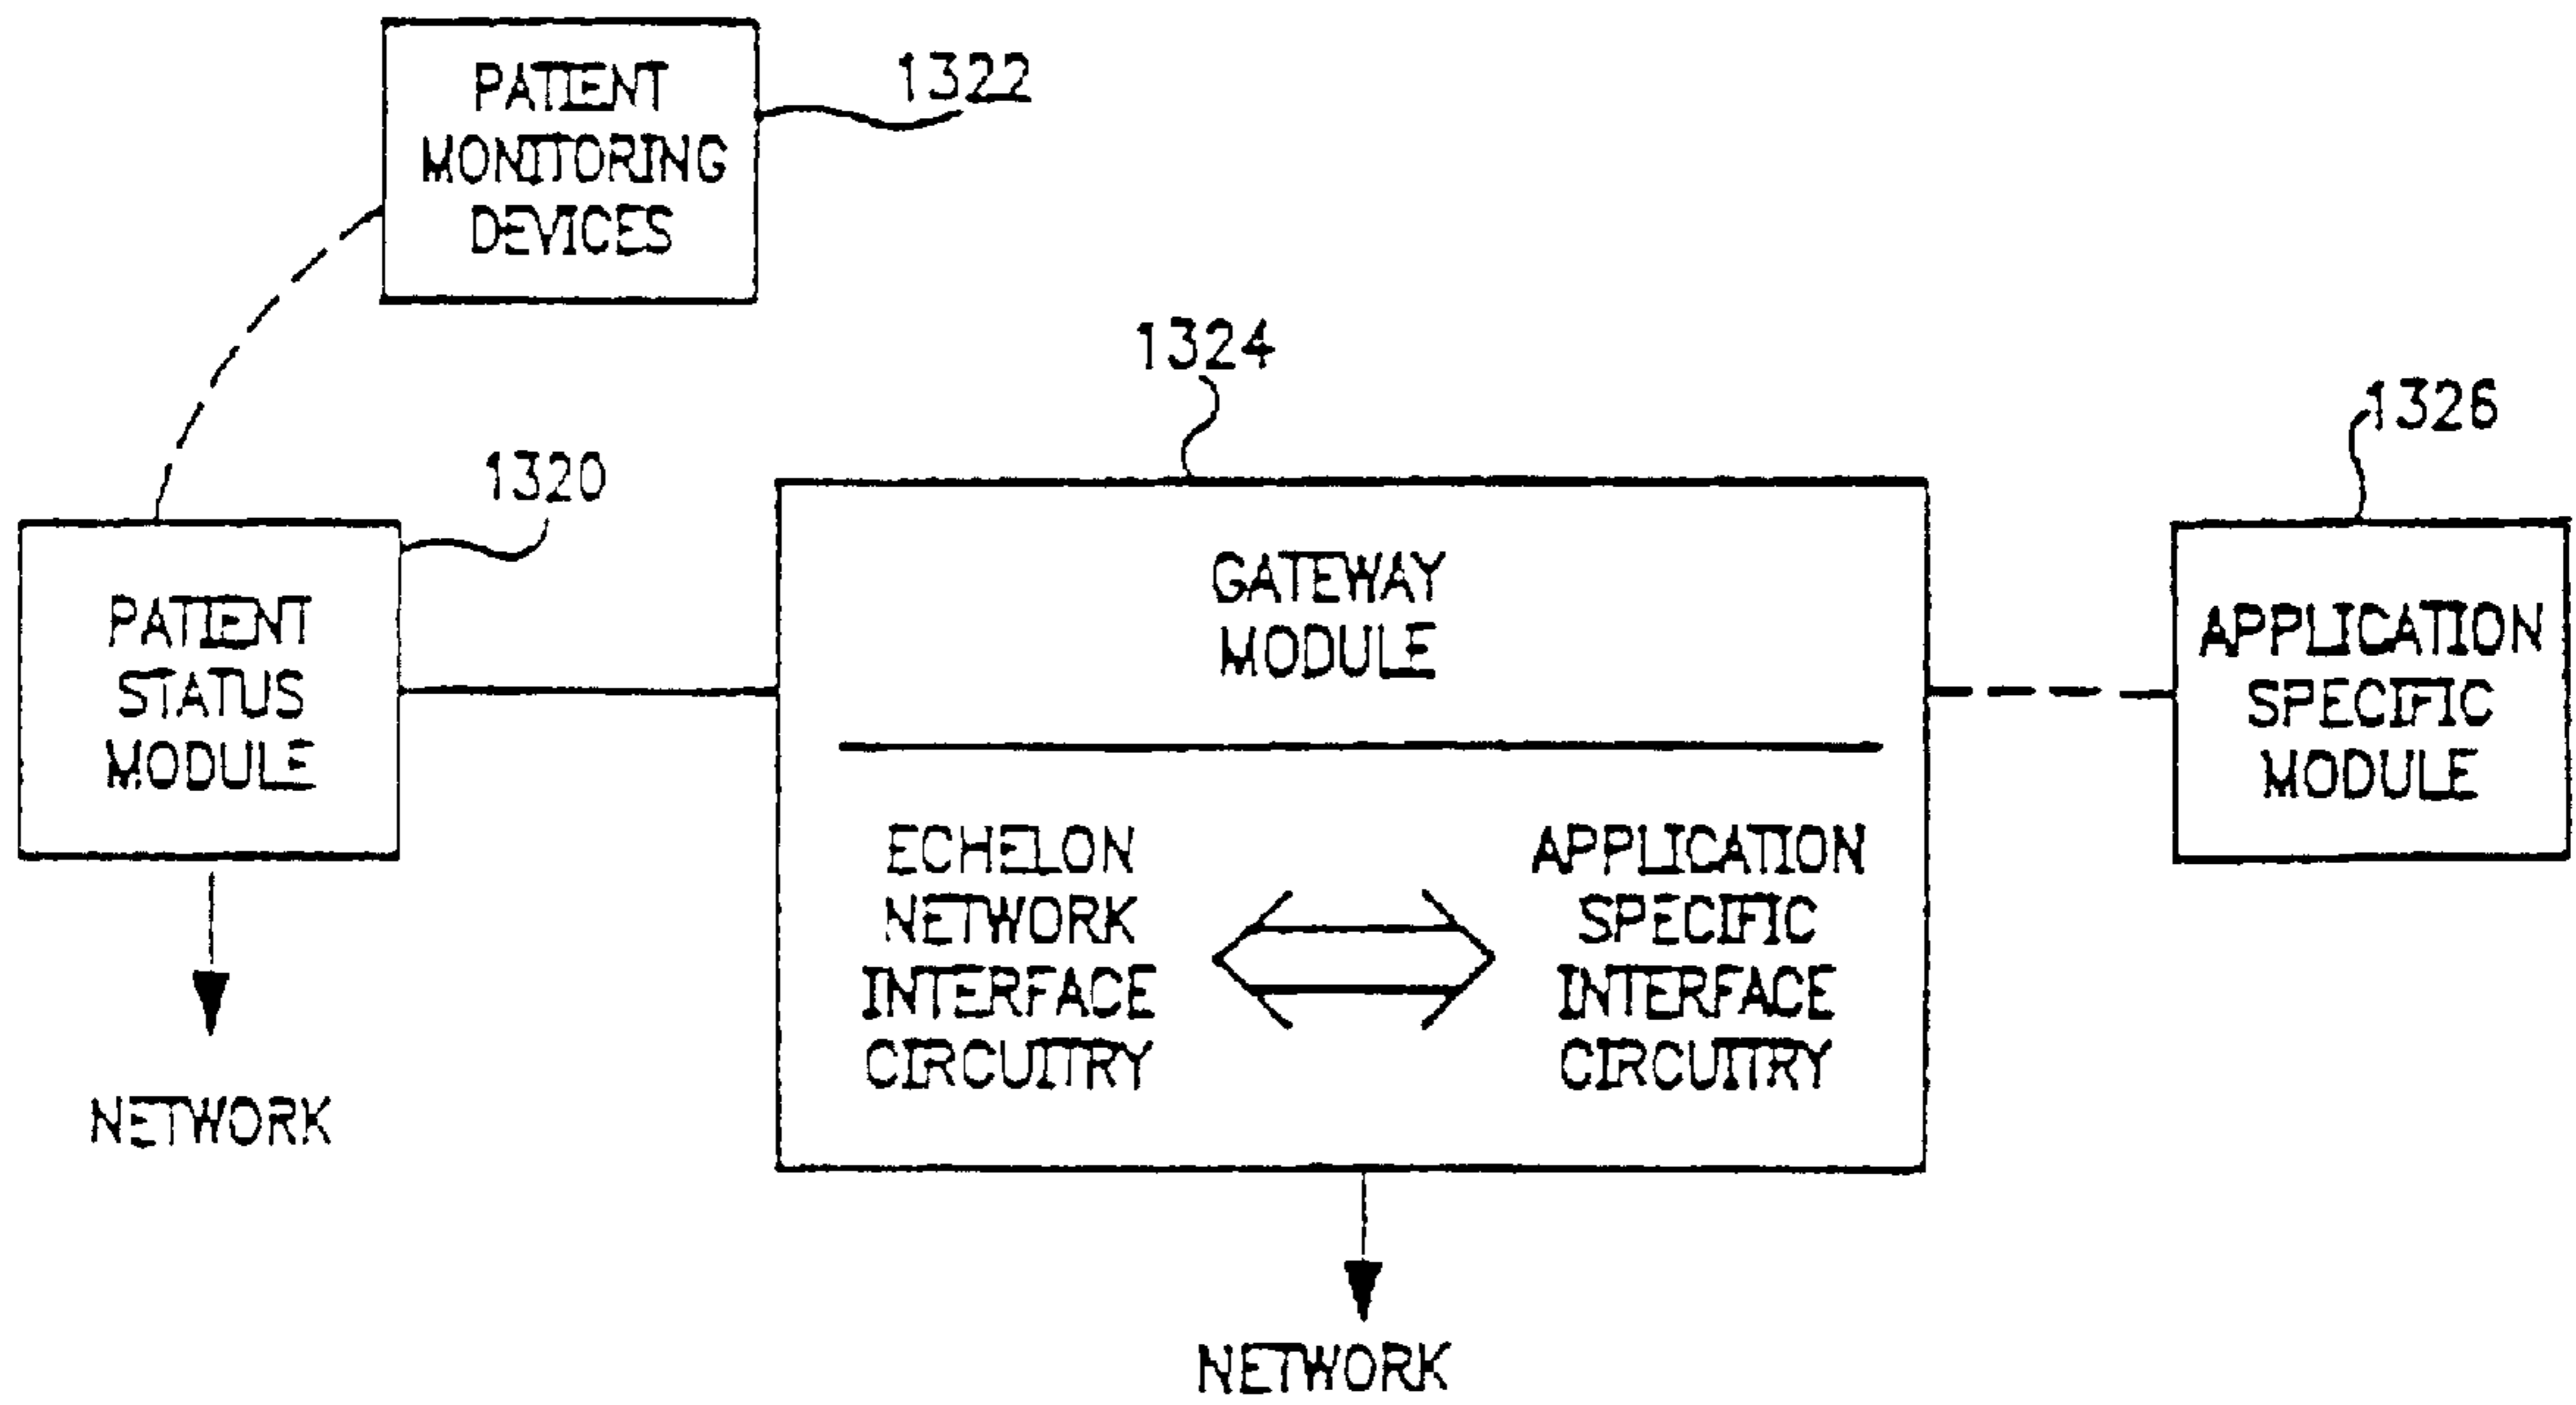 PATIENT
MONITORING
DEVICES
1322
1324
1326
1320
PATIENT
STATUS
MODULE
GATEWAY
MODULE
APPLICATION
SPECIFIC
MODULE
ECHELON
NETWORK
INTERFACE
CIRCUITRY
APPLICATION
SPECIFIC
INTERFACE
CIRCUITRY
NETWORK
NETWORK